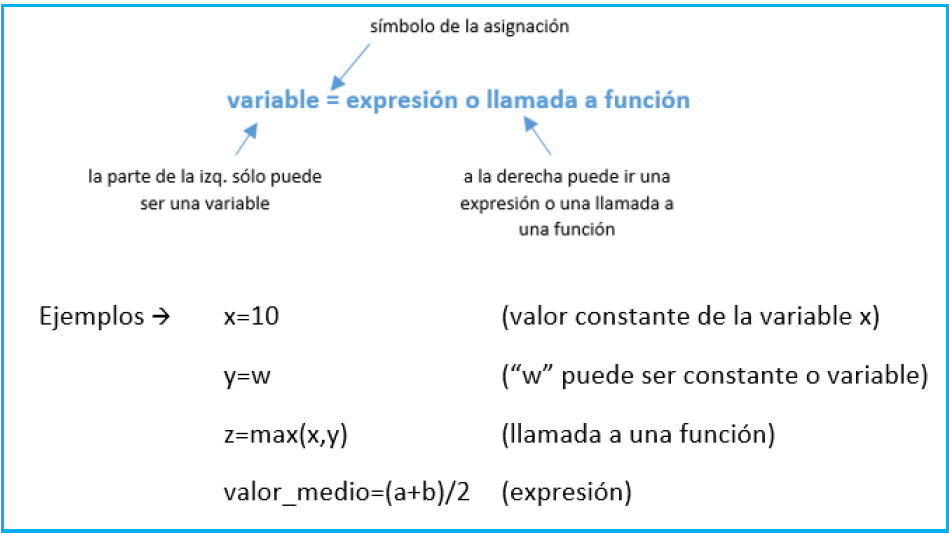 símbolo de la asignación
variable = expresión o llamada a función
la parte de la izq. sólo puede
ser una variable
a la derecha puede ir una
expresión o una llamada a
una función
Ejemplos → x=10 (valor constante de la variable x)
y=w (“w” puede ser constante o variable)
z=max(x,y) (llamada a una función)
valor_medio=(a+b)/2 (expresión)